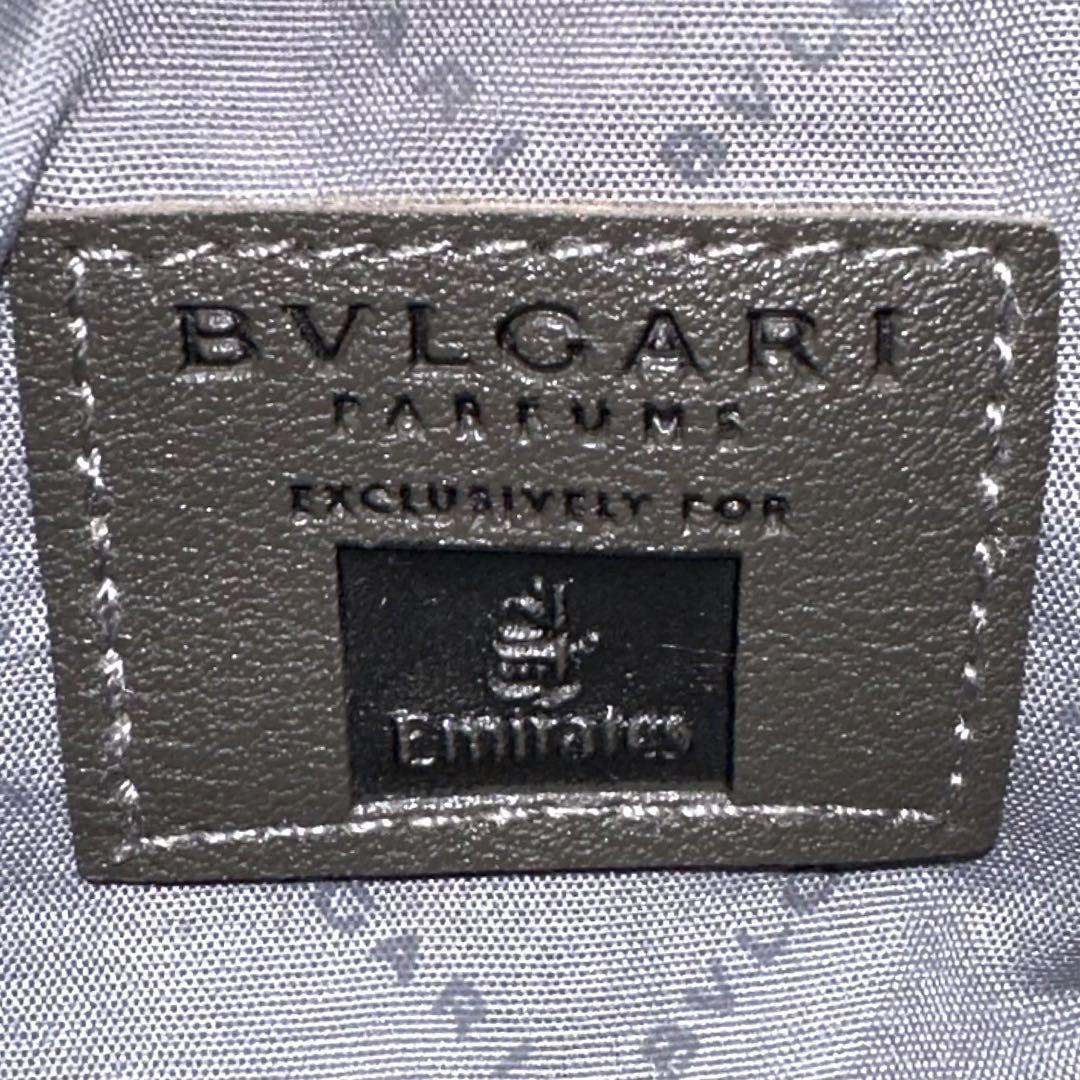 BVLGARI
PARFUMS
EXCLUSIVELY FOR
Emirates